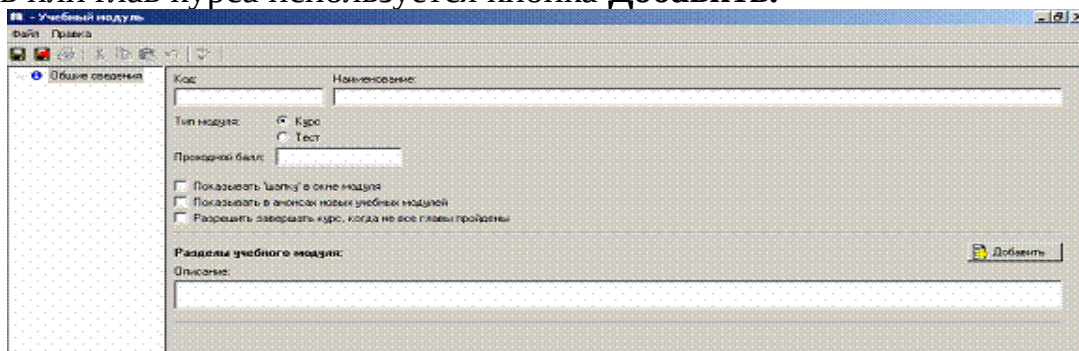 в или глав курса используется кнопка Добавить.
- Учебный модуль
Файл Правка
Общие сведения
Код: Наименование:
Тип модуля: Курс
Тест
Проходной балл:
Показывать 'шапку' в окне модуля
Показывать в анонсах новых учебных модулей
Разрешить завершать курс, когда не все главы пройдены
Разделы учебного модуля: Добавить
Описание: